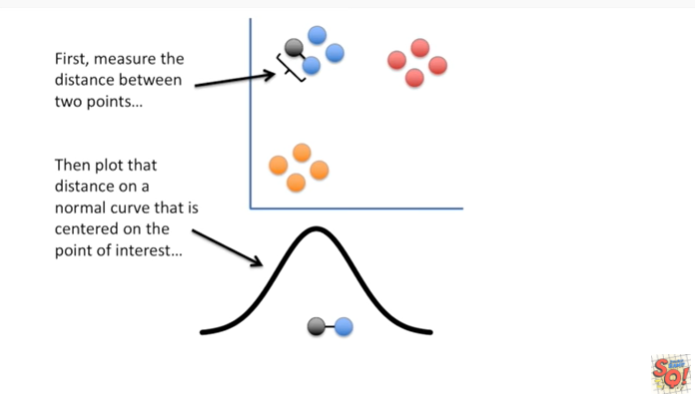 First, measure the
distance between
two points...
Then plot that
distance on a
normal curve that is
centered on the
point of interest...
SQ!